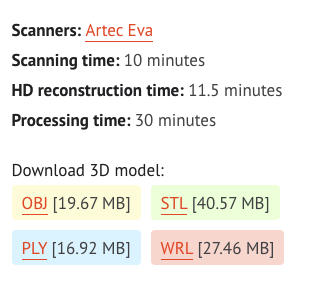 Scanners: Artec Eva
Scanning time: 10 minutes
HD reconstruction time: 11.5 minutes
Processing time: 30 minutes
Download 3D model:
OBJ [19.67 MB] STL [40.57 MB]
PLY [16.92 MB] WRL [27.46 MB]